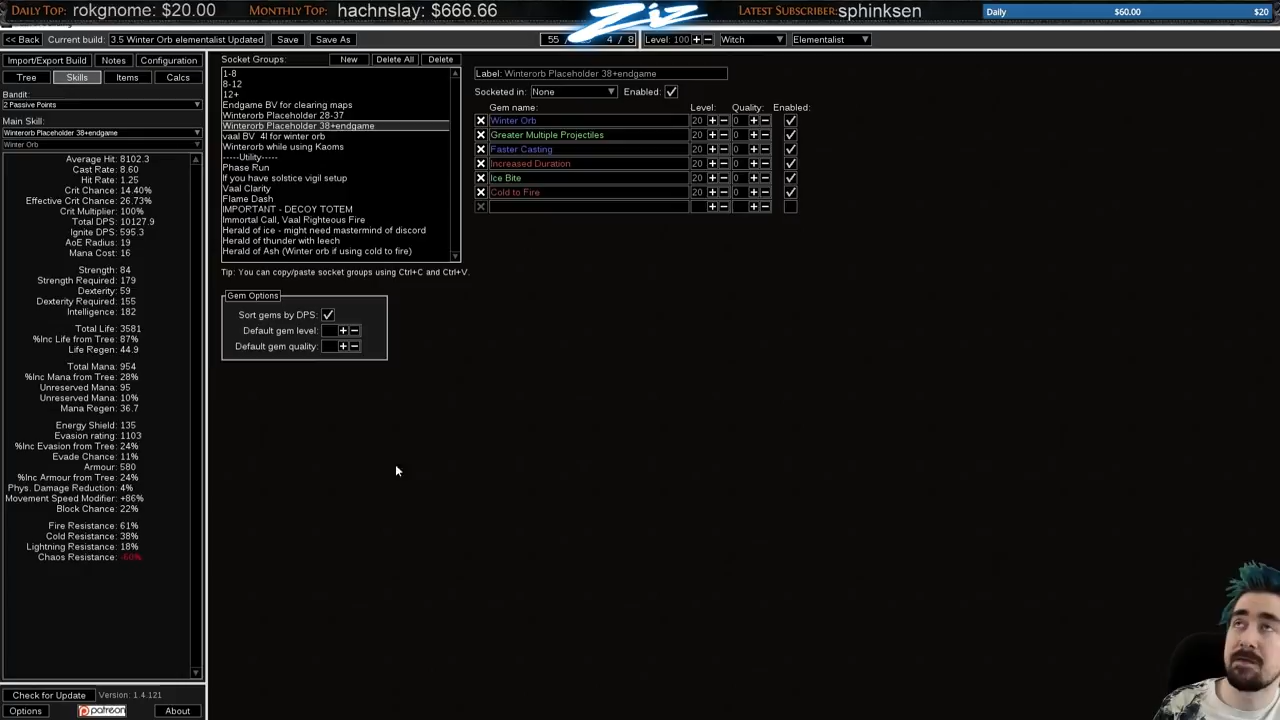 DAILY TOP: rokgnome: $20.00 MONTHLY TOP: hachnslay: $666.66 Ziz LATEST SUBSCRIBER: sphinksen Daily $60.00 $20
<< Back Current build: 3.5 Winter Orb elementalist Updated Save Save As 55 / 4 / 8 Level: 100 + - Witch Elementalist
Import/Export Build Notes Configuration
Tree Skills Items Calcs
Bandit:
2 Passive Points
Main Skill:
Winterorb Placeholder 38+endgame
Winter Orb
Average Hit: 8102.3
Cast Rate: 8.60
Hit Rate: 1.25
Crit Chance: 14.40%
Effective Crit Chance: 26.73%
Crit Multiplier: 100%
Total DPS: 10127.9
Ignite DPS: 595.3
AoE Radius: 19
Mana Cost: 16
Strength: 84
Strength Required: 179
Dexterity: 59
Dexterity Required: 155
Intelligence: 182
Total Life: 3581
%Inc Life from Tree: 87%
Life Regen: 44.9
Total Mana: 954
%Inc Mana from Tree: 28%
Unreserved Mana: 95
Unreserved Mana: 10%
Mana Regen: 36.7
Energy Shield: 135
Evasion rating: 1103
%Inc Evasion from Tree: 24%
Evade Chance: 11%
Armour: 580
%Inc Armour from Tree: 24%
Phys. Damage Reduction: 4%
Movement Speed Modifier: +86%
Block Chance: 22%
Fire Resistance: 61%
Cold Resistance: 38%
Lightning Resistance: 18%
Chaos Resistance: -60%
Check for Update Version: 1.4.121
Options patreon About
Socket Groups: New Delete All Delete
1-8
8-12
12+
Endgame BV for clearing maps
Winterorb Placeholder 28-37
Winterorb Placeholder 38+endgame
vaal BV 4l for winter orb
Winterorb while using Kaoms
-----Utility-----
Phase Run
If you have solstice vigil setup
Vaal Clarity
Flame Dash
IMPORTANT - DECOY TOTEM
Immortal Call, Vaal Righteous Fire
Herald of ice - might need mastermind of discord
Herald of thunder with leech
Herald of Ash (Winter orb if using cold to fire)
Tip: You can copy/paste socket groups using Ctrl+C and Ctrl+V.
Gem Options
Sort gems by DPS:
Default gem level: + -
Default gem quality: + -
Label: Winterorb Placeholder 38+endgame
Socketed in: None Enabled:
Gem name: Level: Quality: Enabled:
Winter Orb 20 + - 0 + -
Greater Multiple Projectiles 20 + - 0 + -
Faster Casting 20 + - 0 + -
Increased Duration 20 + - 0 + -
Ice Bite 20 + - 0 + -
Cold to Fire 20 + - 0 + -
+ - + -